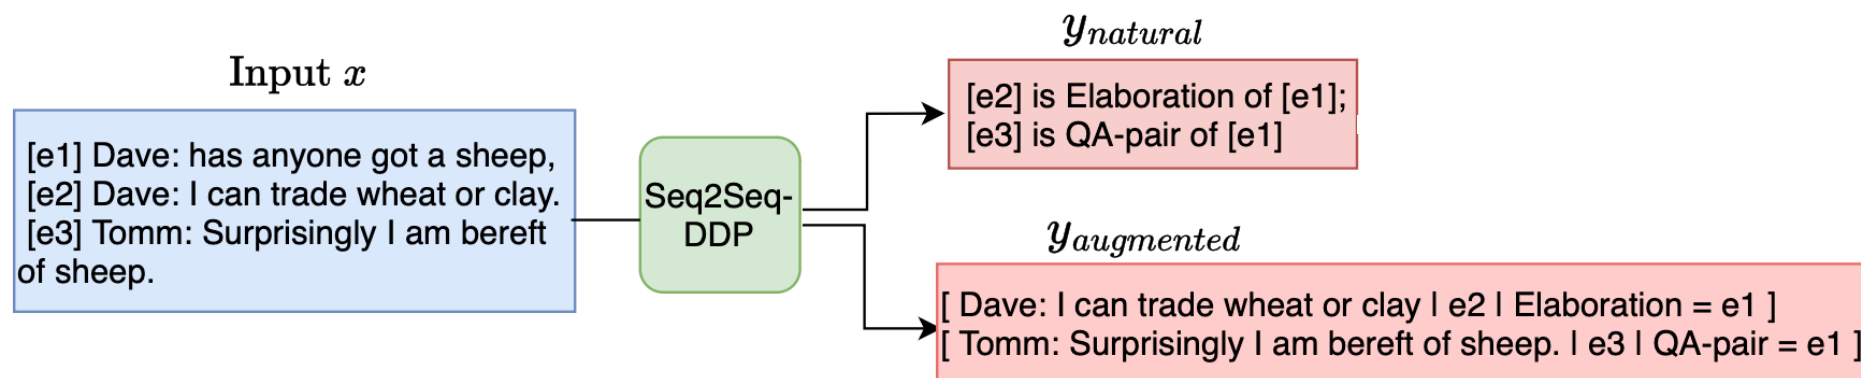 Input x
[e1] Dave: has anyone got a sheep,
[e2] Dave: I can trade wheat or clay.
[e3] Tomm: Surprisingly I am bereft
of sheep.
Seq2Seq-
DDP
y_natural
[e2] is Elaboration of [e1];
[e3] is QA-pair of [e1]
y_augmented
[ Dave: I can trade wheat or clay | e2 | Elaboration = e1 ]
[ Tomm: Surprisingly I am bereft of sheep. | e3 | QA-pair = e1 ]